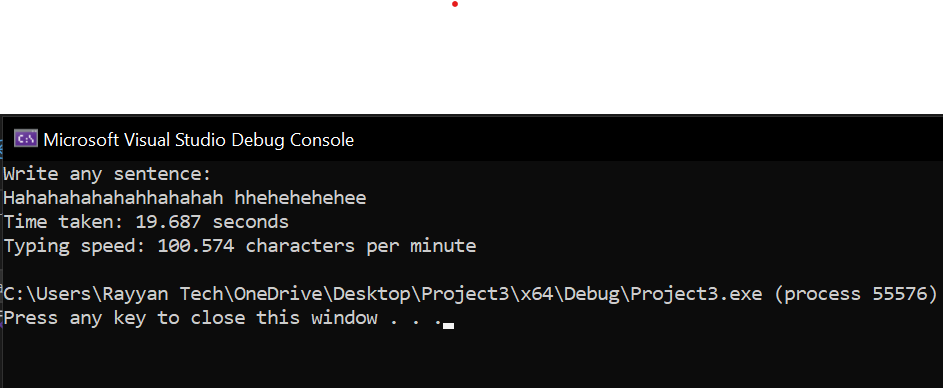 C:\ Microsoft Visual Studio Debug Console
Write any sentence:
Hahahahahahahhahahah hhehehehehee
Time taken: 19.687 seconds
Typing speed: 100.574 characters per minute
C:\Users\Rayyan Tech\OneDrive\Desktop\Project3\x64\Debug\Project3.exe (process 55576)
Press any key to close this window . . .